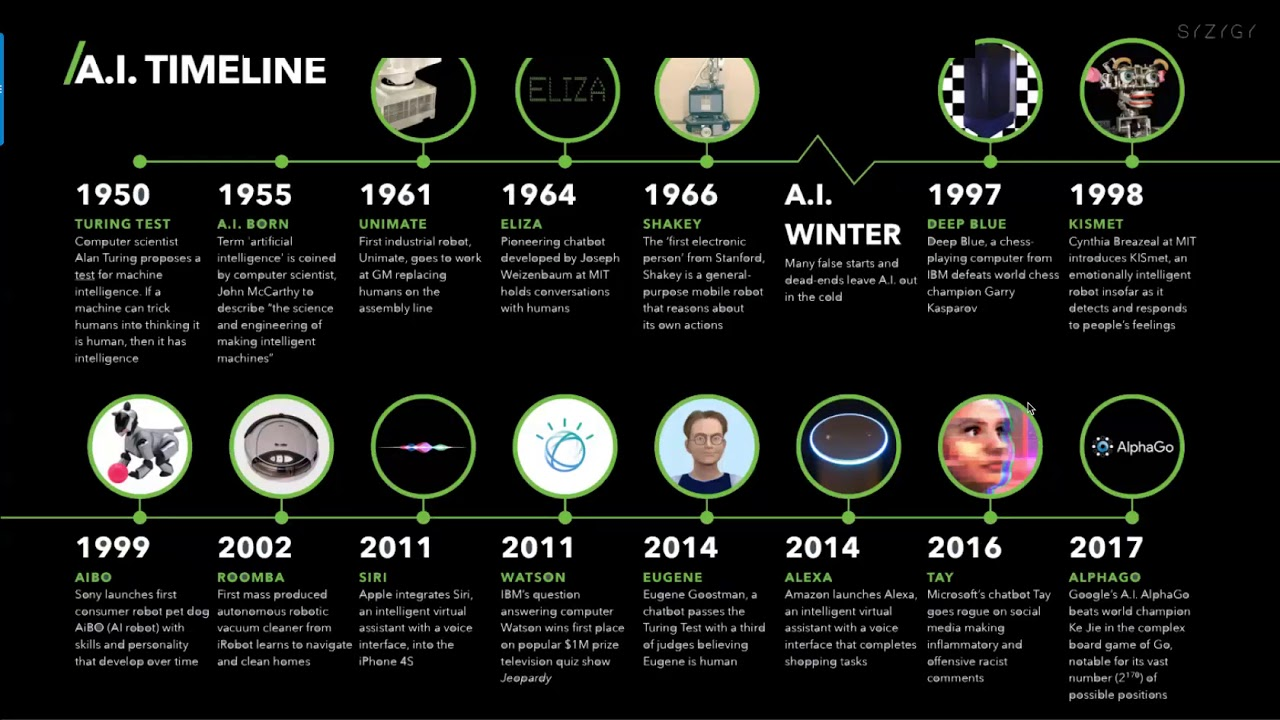 SYZYGY
A.I. TIMELINE
ELIZA
1950
TURING TEST
Computer scientist
Alan Turing proposes a
test for machine
intelligence. If a
machine can trick
humans into thinking it
is human, then it has
intelligence
1955
A.I. BORN
Term 'artificial
intelligence' is coined
by computer scientist,
John McCarthy to
describe "the science
and engineering of
making intelligent
machines"
1961
UNIMATE
First industrial robot,
Unimate, goes to work
at GM replacing
humans on the
assembly line
1964
ELIZA
Pioneering chatbot
developed by Joseph
Weizenbaum at MIT
holds conversations
with humans
1966
SHAKEY
The 'first electronic
person' from Stanford,
Shakey is a general-
purpose mobile robot
that reasons about
its own actions
A.I.
WINTER
Many false starts and
dead-ends leave A.I. out
in the cold
1997
DEEP BLUE
Deep Blue, a chess-
playing computer from
IBM defeats world chess
champion Garry
Kasparov
1998
KISMET
Cynthia Breazeal at MIT
introduces KISmet, an
emotionally intelligent
robot insofar as it
detects and responds
to people's feelings
AlphaGo
1999
AIBO
Sony launches first
consumer robot pet dog
AiBO (AI robot) with
skills and personality
that develop over time
2002
ROOMBA
First mass produced
autonomous robotic
vacuum cleaner from
iRobot learns to navigate
and clean homes
2011
SIRI
Apple integrates Siri,
an intelligent virtual
assistant with a voice
interface, into the
iPhone 4S
2011
WATSON
IBM's question
answering computer
Watson wins first place
on popular $1M prize
television quiz show
Jeopardy
2014
EUGENE
Eugene Goostman, a
chatbot passes the
Turing Test with a third
of judges believing
Eugene is human
2014
ALEXA
Amazon launches Alexa,
an intelligent virtual
assistant with a voice
interface that completes
shopping tasks
2016
TAY
Microsoft's chatbot Tay
goes rogue on social
media making
inflammatory and
offensive racist
comments
2017
ALPHAGO
Google's A.I. AlphaGo
beats world champion
Ke Jie in the complex
board game of Go,
notable for its vast
number (2¹⁷⁰) of
possible positions